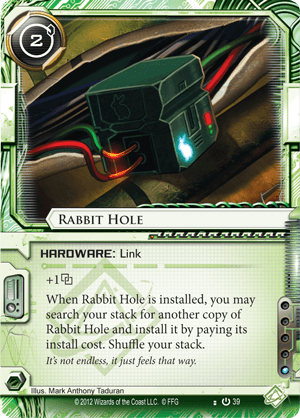 2
RABBIT HOLE
HARDWARE: Link
+1
When Rabbit Hole is installed, you may
search your stack for another copy of
Rabbit Hole and install it by paying its
install cost. Shuffle your stack.
It's not endless, it just feels that way.
Illus. Mark Anthony Taduran
© 2012 Wizards of the Coast LLC. © FFG
39